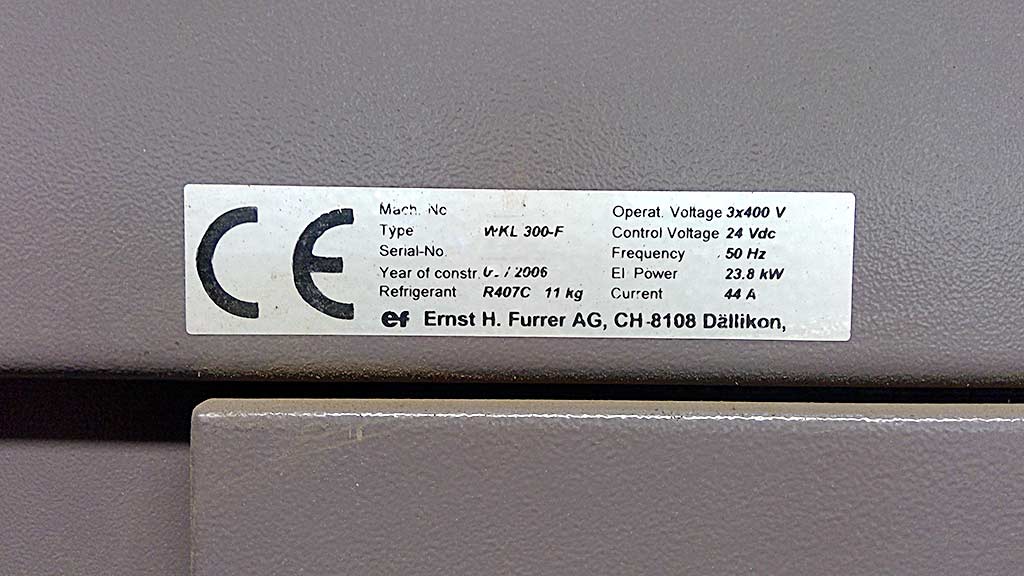 CE
Mach. No
Type WKL 300-F
Serial-No.
Year of constr. / 2006
Refrigerant R407C 11 kg
Operat. Voltage 3x400 V
Control Voltage 24 Vdc
Frequency 50 Hz
El Power 23.8 kW
Current 44 A
ef Ernst H. Furrer AG, CH-8108 Dällikon,